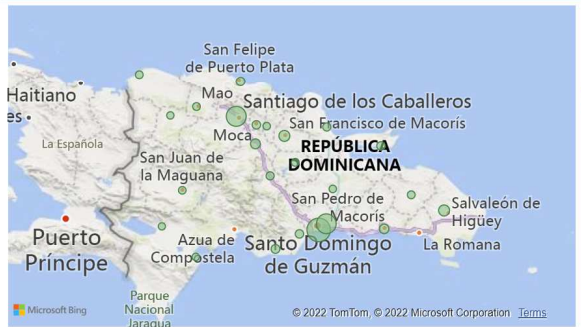 San Felipe
de Puerto Plata
Haitiano
es
Mao
Santiago de los Caballeros
La Española
Moca
San Francisco de Macorís
REPÚBLICA
DOMINICANA
San Juan de
la Maguana
San Pedro de
Macorís
Salvaleón de
Higüey
Puerto
Príncipe
Azua de
Compostela
Santo Domingo
de Guzmán
La Romana
Parque
Nacional
Jaragua
Microsoft Bing
© 2022 TomTom, © 2022 Microsoft Corporation Terms